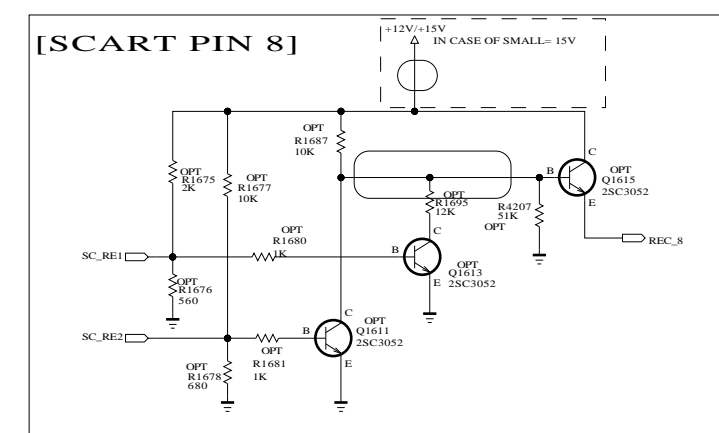 [SCART PIN 8]
+12V/+15V
IN CASE OF SMALL= 15V
OPT
R1687
10K
OPT
R1675
2K
OPT
R1677
10K
OPT
R1695
12K
R4207
51K
OPT
B
C
E
OPT
Q1615
2SC3052
REC_8
SC_RE1
OPT
R1680
1K
B
C
E
OPT
Q1613
2SC3052
OPT
R1676
560
SC_RE2
OPT
R1681
1K
B
C
E
OPT
Q1611
2SC3052
OPT
R1678
680